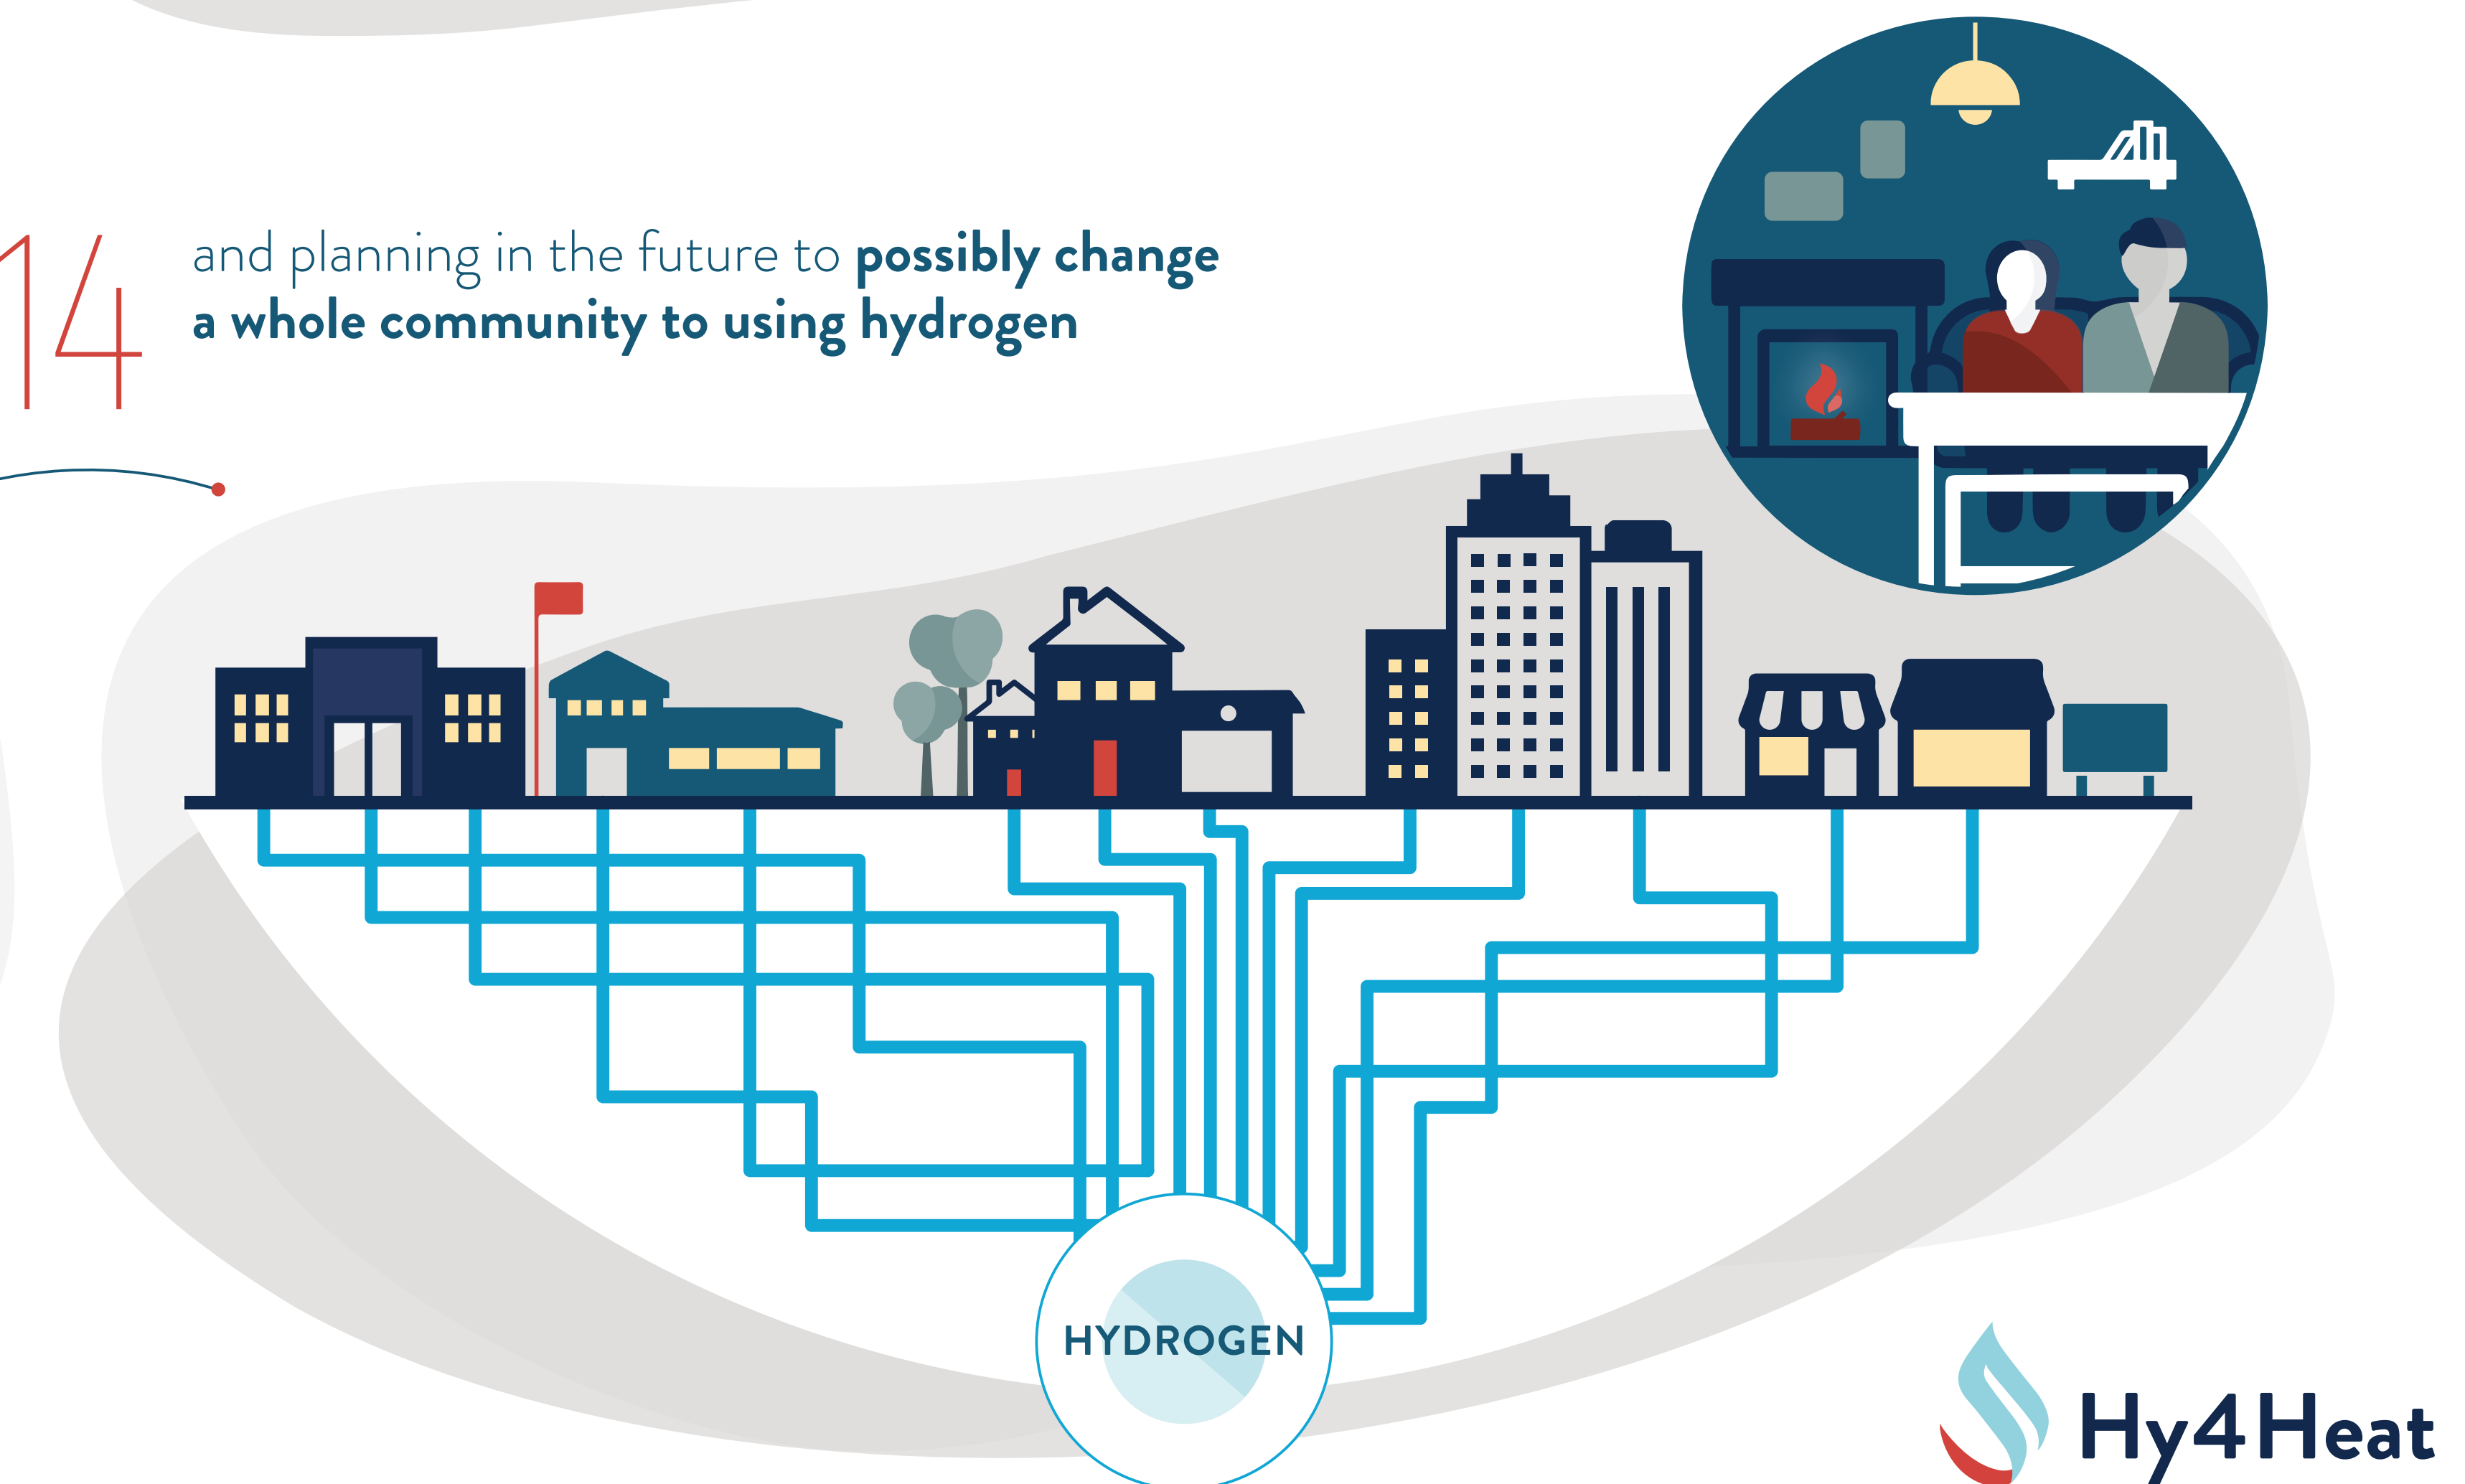 14
and planning in the future to possibly change
a whole community to using hydrogen
HYDROGEN
Hy4Heat